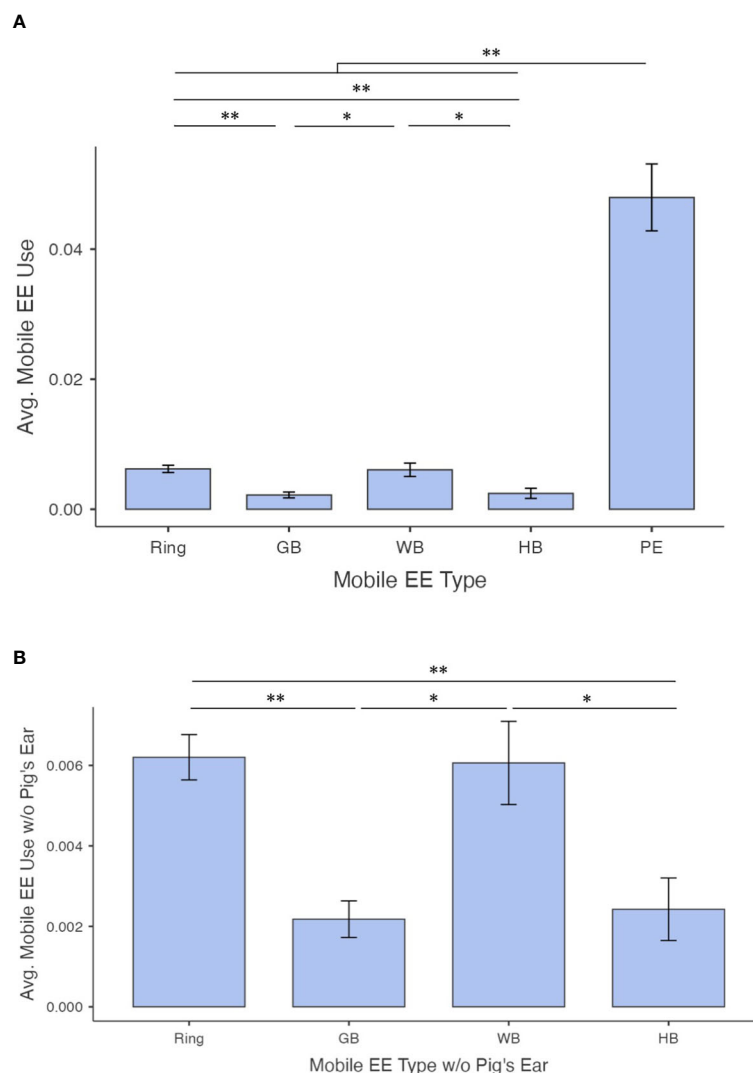 A
**
**
** * *
Avg. Mobile EE Use
0.04
0.02
0.00
Ring GB WB HB PE
Mobile EE Type
B
**
** * *
Avg. Mobile EE Use w/o Pig's Ear
0.006
0.004
0.002
0.000
Ring GB WB HB
Mobile EE Type w/o Pig's Ear